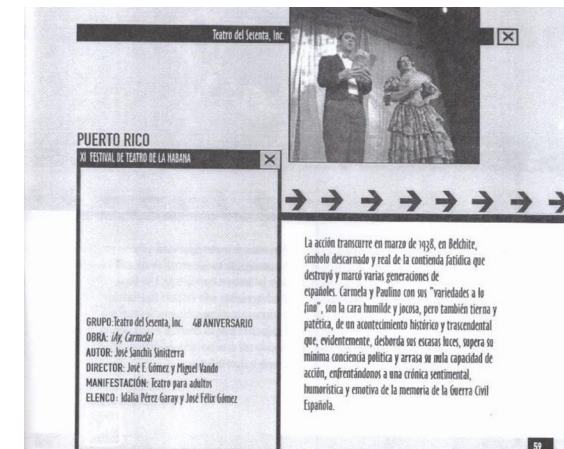 Teatro del Sesenta, Inc.
PUERTO RICO
XI FESTIVAL DE TEATRO DE LA HABANA
GRUPO: Teatro del Sesenta, Inc. 48 ANIVERSARIO
OBRA: ¡Ay, Carmela!
AUTOR: José Sanchís Sinisterra
DIRECTOR: José F. Gómez y Miguel Vando
MANIFESTACIÓN: Teatro para adultos
ELENCO: Idalia Pérez Garay y José Félix Gómez
La acción transcurre en marzo de 1938, en Belchite,
símbolo descarnado y real de la contienda fatídica que
destruyó y marcó varias generaciones de
españoles. Carmela y Paulino con sus "variedades a lo
fino", son la cara humilde y jocosa, pero también tierna y
patética, de un acontecimiento histórico y trascendental
que, evidentemente, desborda sus escasas luces, supera su
mínima conciencia política y arrasa su nula capacidad de
acción, enfrentándonos a una crónica sentimental,
humorística y emotiva de la memoria de la Guerra Civil
Española.
59